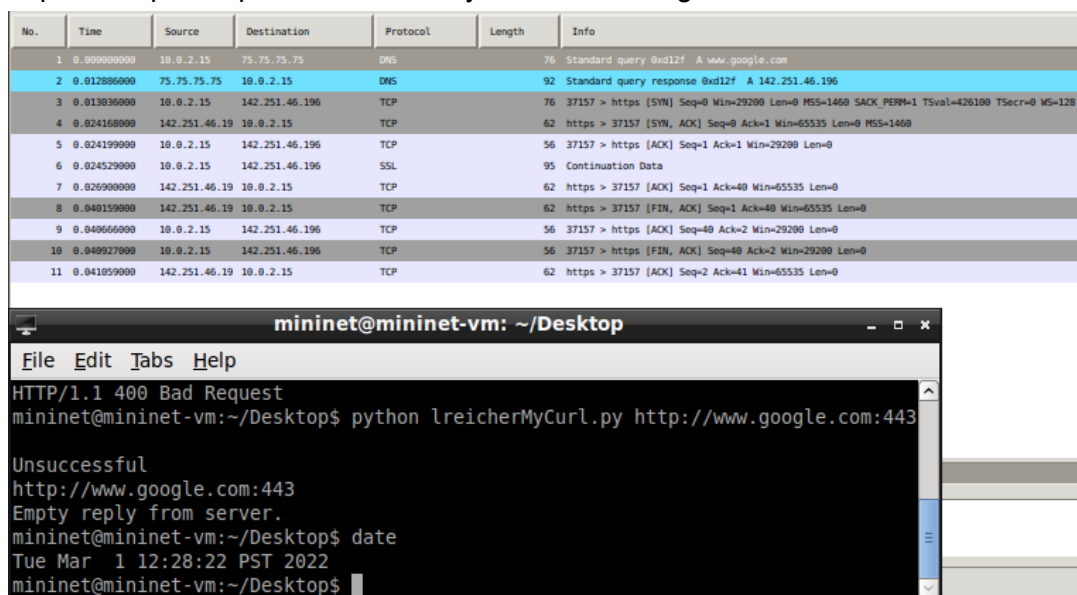 No. Time Source Destination Protocol Length Info
1 0.000000000 10.0.2.15 75.75.75.75 DNS 76 Standard query 0xd12f A www.google.com
2 0.012886000 75.75.75.75 10.0.2.15 DNS 92 Standard query response 0xd12f A 142.251.46.196
3 0.013036000 10.0.2.15 142.251.46.196 TCP 76 37157 > https [SYN] Seq=0 Win=29200 Len=0 MSS=1460 SACK_PERM=1 TSval=426100 TSecr=0 WS=128
4 0.024168000 142.251.46.19 10.0.2.15 TCP 62 https > 37157 [SYN, ACK] Seq=0 Ack=1 Win=65535 Len=0 MSS=1460
5 0.024199000 10.0.2.15 142.251.46.196 TCP 56 37157 > https [ACK] Seq=1 Ack=1 Win=29200 Len=0
6 0.024529000 10.0.2.15 142.251.46.196 SSL 95 Continuation Data
7 0.026900000 142.251.46.19 10.0.2.15 TCP 62 https > 37157 [ACK] Seq=1 Ack=40 Win=65535 Len=0
8 0.040159000 142.251.46.19 10.0.2.15 TCP 62 https > 37157 [FIN, ACK] Seq=1 Ack=40 Win=65535 Len=0
9 0.040666000 10.0.2.15 142.251.46.196 TCP 56 37157 > https [ACK] Seq=40 Ack=2 Win=29200 Len=0
10 0.040927000 10.0.2.15 142.251.46.196 TCP 56 37157 > https [FIN, ACK] Seq=40 Ack=2 Win=29200 Len=0
11 0.041059000 142.251.46.19 10.0.2.15 TCP 62 https > 37157 [ACK] Seq=2 Ack=41 Win=65535 Len=0
mininet@mininet-vm: ~/Desktop
File Edit Tabs Help
HTTP/1.1 400 Bad Request
mininet@mininet-vm:~/Desktop$ python lreicherMyCurl.py http://www.google.com:443
Unsuccessful
http://www.google.com:443
Empty reply from server.
mininet@mininet-vm:~/Desktop$ date
Tue Mar  1 12:28:22 PST 2022
mininet@mininet-vm:~/Desktop$